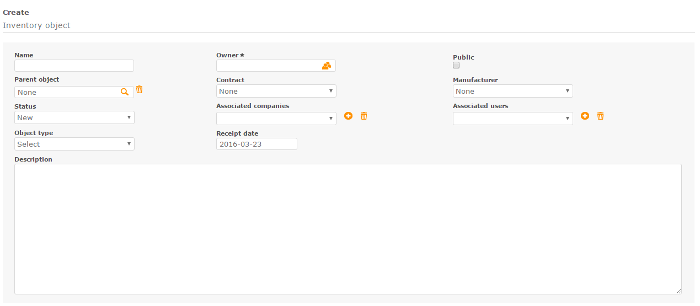 Create
Inventory object
Name
Owner *
Public
Parent object
Contract
Manufacturer
None
None
None
Status
Associated companies
Associated users
New
Object type
Receipt date
Select
2016-03-23
Description